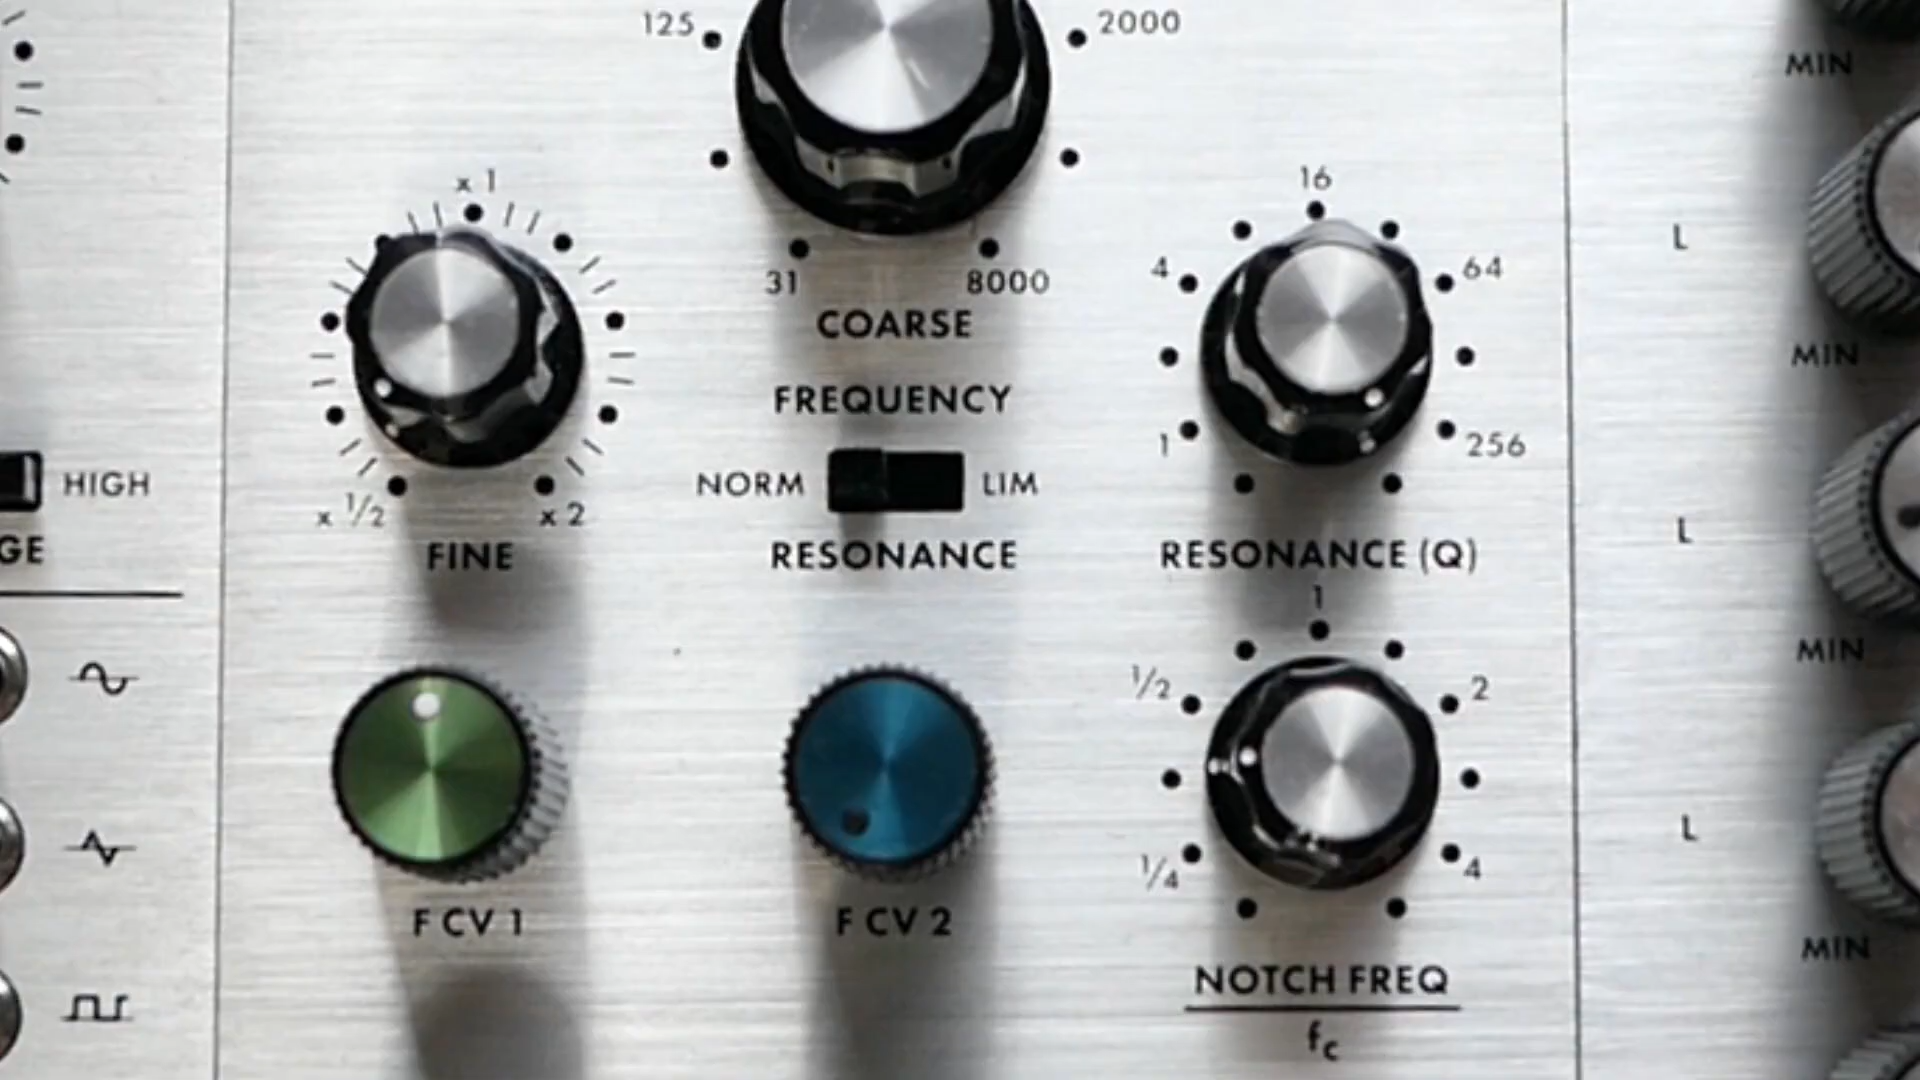 125 2000
MIN
x 1
16
L
4 64
31 8000
COARSE
MIN
FREQUENCY
1 256
HIGH
NORM LIM
x 1/2 x 2
L
GE
FINE
RESONANCE
RESONANCE (Q)
1
MIN
1/2 2
L
1/4 4
F CV 1
F CV 2
MIN
NOTCH FREQ
fc